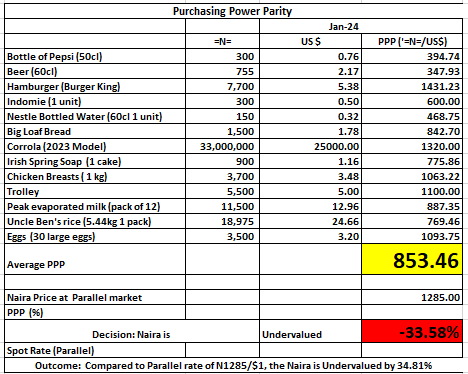 Purchasing Power Parity
Jan-24
=N= US $ PPP ('=N=/US$)
Bottle of Pepsi (50cl) 300 0.76 394.74
Beer (60cl) 755 2.17 347.93
Hamburger (Burger King) 7,700 5.38 1431.23
Indomie (1 unit) 300 0.50 600.00
Nestle Bottled Water (60cl 1 unit) 150 0.32 468.75
Big Loaf Bread 1,500 1.78 842.70
Corrola (2023 Model) 33,000,000 25000.00 1320.00
Irish Spring Soap (1 cake) 900 1.16 775.86
Chicken Breasts ( 1 kg) 3,700 3.48 1063.22
Trolley 5,500 5.00 1100.00
Peak evaporated milk (pack of 12) 11,500 12.96 887.35
Uncle Ben's rice (5.44kg 1 pack) 18,975 24.66 769.46
Eggs (30 large eggs) 3,500 3.20 1093.75
Average PPP 853.46
Naira Price at Parallel market 1285.00
PPP (%)
Decision: Naira is Undervalued -33.58%
Spot Rate (Parallel)
Outcome: Compared to Parallel rate of N1285/$1, the Naira is Undervalued by 34.81%